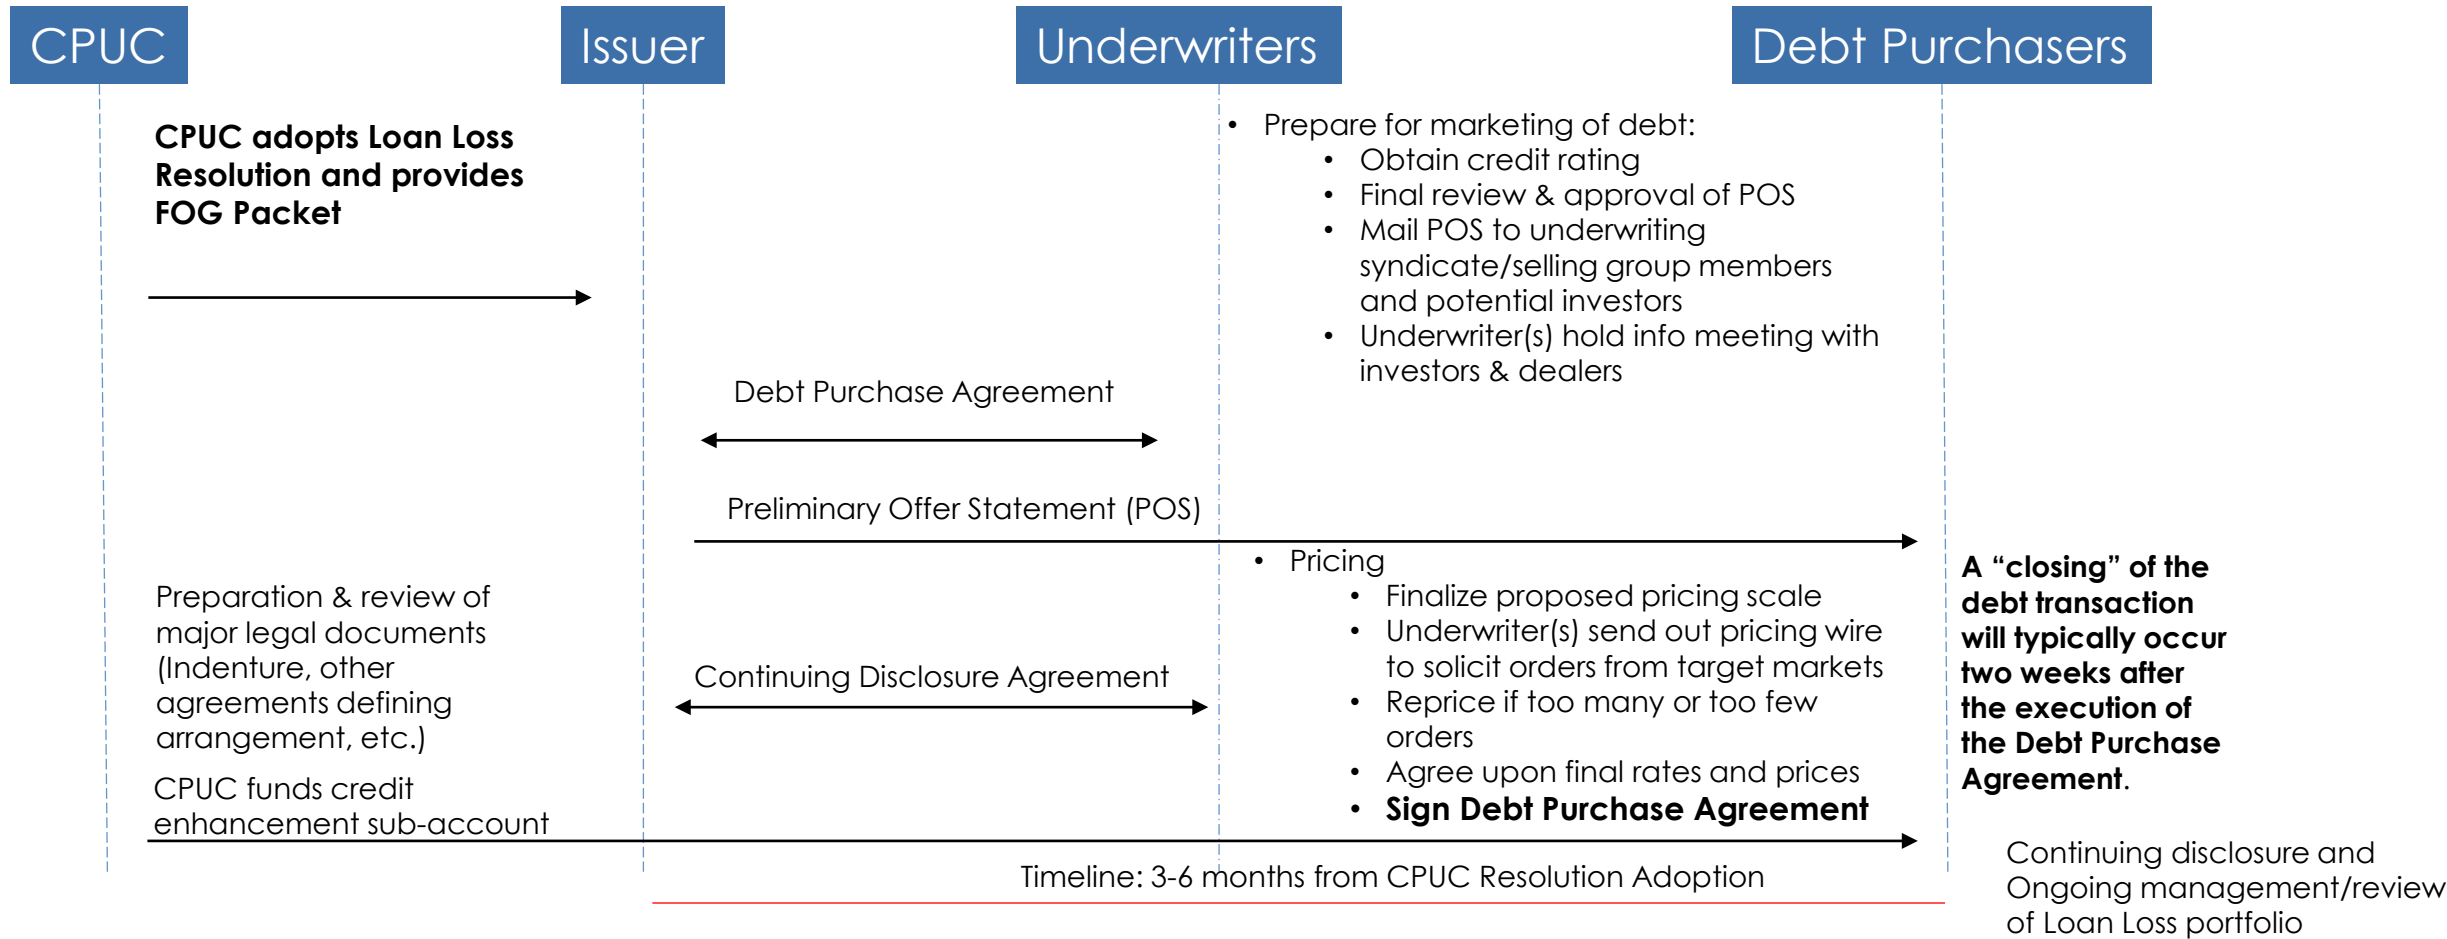 CPUC
Issuer
Underwriters
Debt Purchasers
CPUC adopts Loan Loss
Resolution and provides
FOG Packet
• Prepare for marketing of debt:
• Obtain credit rating
• Final review & approval of POS
• Mail POS to underwriting
syndicate/selling group members
and potential investors
• Underwriter(s) hold info meeting with
investors & dealers
Debt Purchase Agreement
Preliminary Offer Statement (POS)
Preparation & review of
major legal documents
(Indenture, other
agreements defining
arrangement, etc.)
CPUC funds credit
enhancement sub-account
Continuing Disclosure Agreement
• Pricing
• Finalize proposed pricing scale
• Underwriter(s) send out pricing wire
to solicit orders from target markets
• Reprice if too many or too few
orders
• Agree upon final rates and prices
• Sign Debt Purchase Agreement
A “closing” of the
debt transaction
will typically occur
two weeks after
the execution of
the Debt Purchase
Agreement.
Timeline: 3-6 months from CPUC Resolution Adoption
Continuing disclosure and
Ongoing management/review
of Loan Loss portfolio